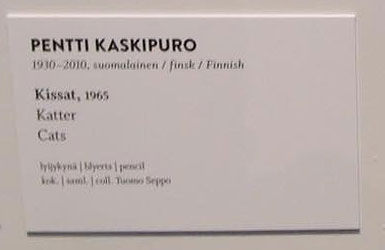 PENTTI KASKIPURO
1930–2010, suomalainen / finsk / Finnish
Kissat, 1965
Katter
Cats
lyijykynä | blyerts | pencil
kok. | saml. | coll. Tuomo Seppo